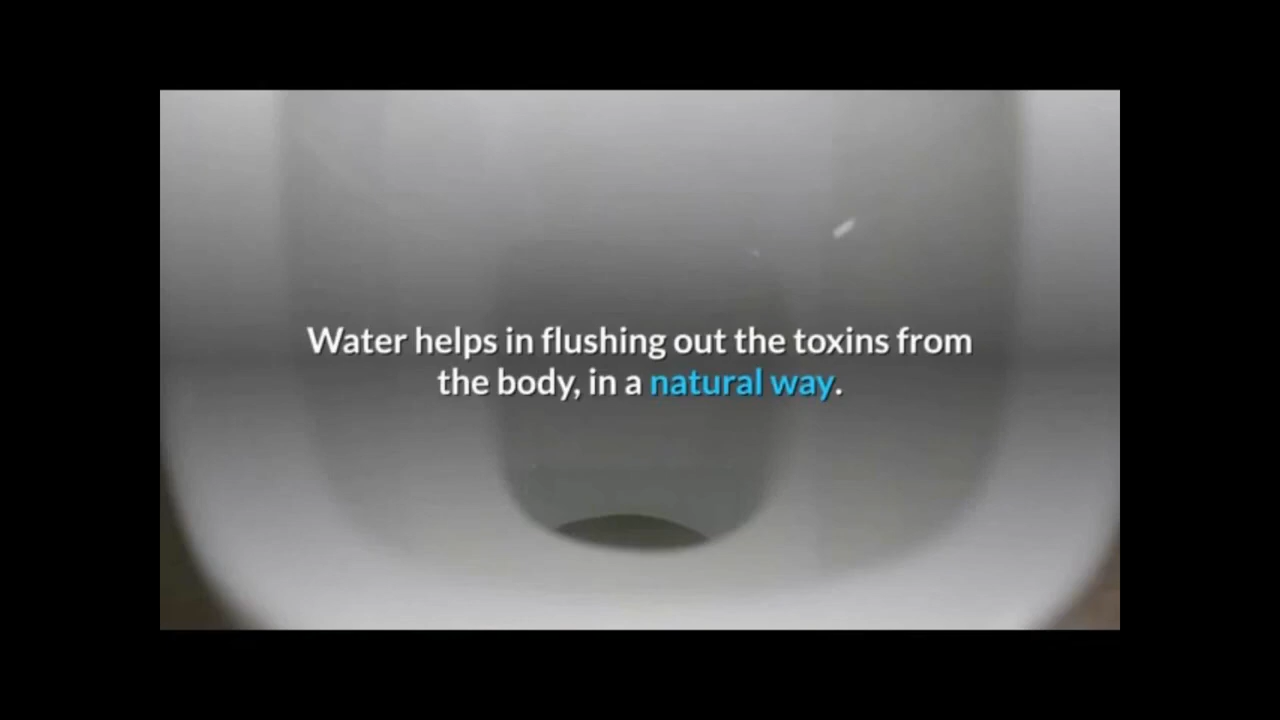 Water helps in flushing out the toxins from
the body, in a natural way.